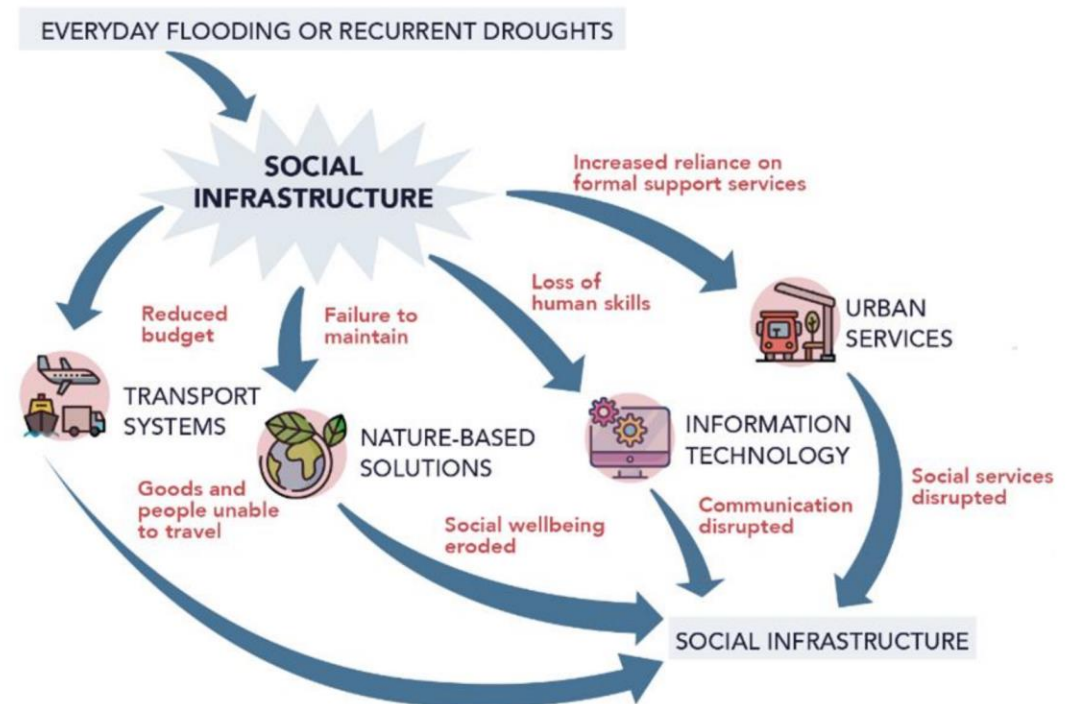 EVERYDAY FLOODING OR RECURRENT DROUGHTS
SOCIAL
INFRASTRUCTURE
Increased reliance on
formal support services
Reduced
budget
Failure to
maintain
Loss of
human skills
URBAN
SERVICES
TRANSPORT
SYSTEMS
NATURE-BASED
SOLUTIONS
INFORMATION
TECHNOLOGY
Goods and
people unable
to travel
Social wellbeing
eroded
Communication
disrupted
Social services
disrupted
SOCIAL INFRASTRUCTURE